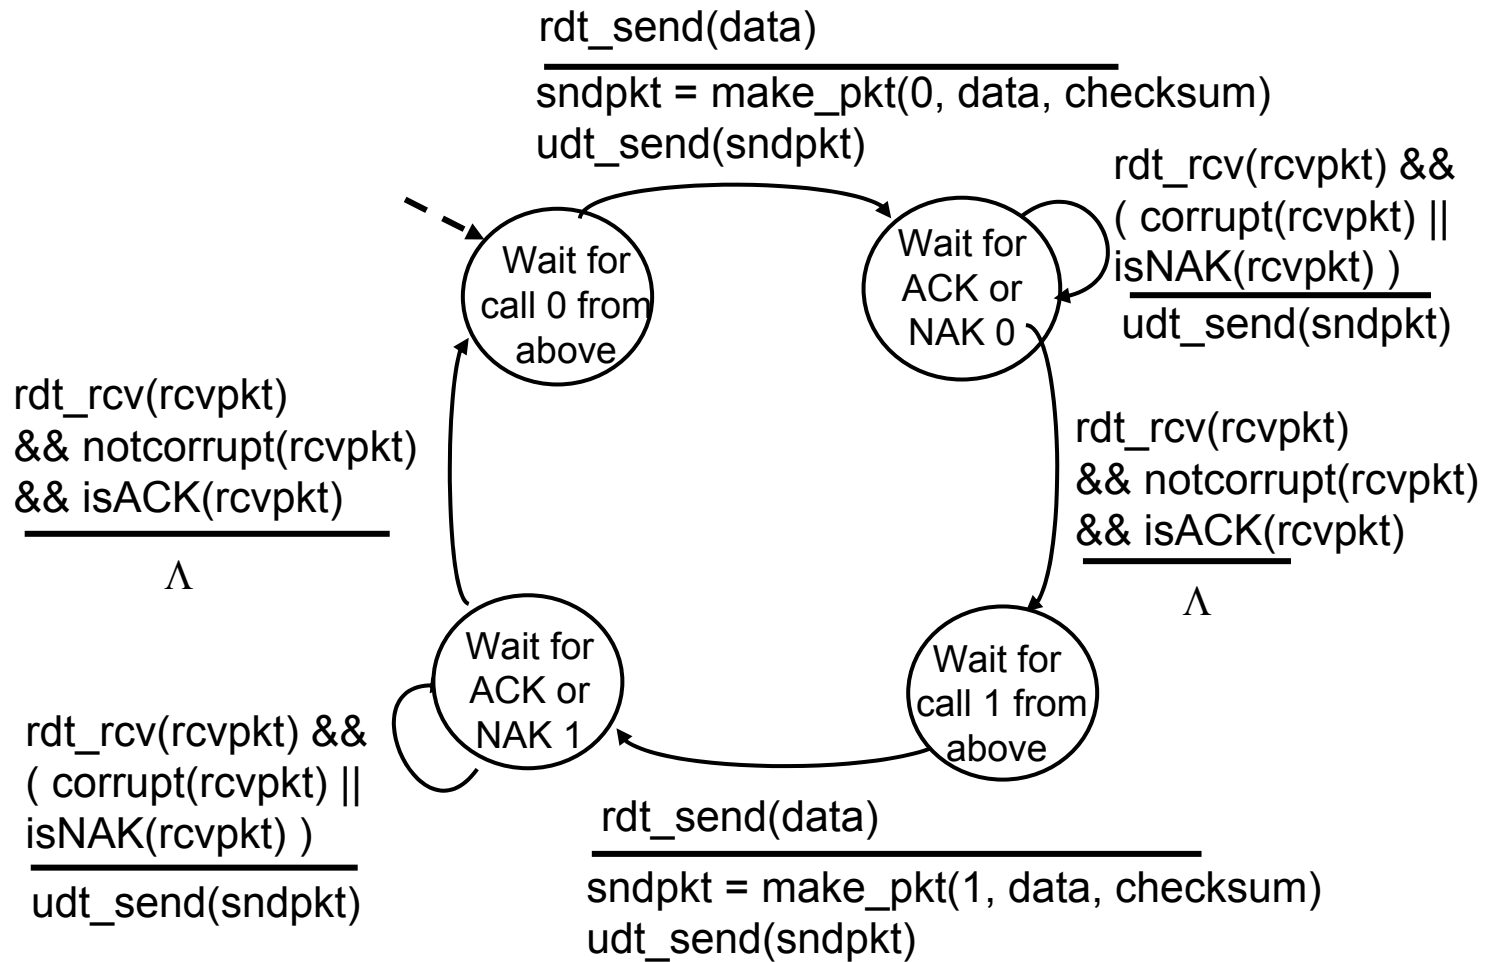 rdt_send(data)
sndpkt = make_pkt(0, data, checksum)
udt_send(sndpkt)
rdt_rcv(rcvpkt) &&
( corrupt(rcvpkt) ||
isNAK(rcvpkt) )
udt_send(sndpkt)
Wait for
call 0 from
above
Wait for
ACK or
NAK 0
rdt_rcv(rcvpkt)
&& notcorrupt(rcvpkt)
&& isACK(rcvpkt)
Λ
rdt_rcv(rcvpkt)
&& notcorrupt(rcvpkt)
&& isACK(rcvpkt)
Λ
Wait for
ACK or
NAK 1
Wait for
call 1 from
above
rdt_rcv(rcvpkt) &&
( corrupt(rcvpkt) ||
isNAK(rcvpkt) )
udt_send(sndpkt)
rdt_send(data)
sndpkt = make_pkt(1, data, checksum)
udt_send(sndpkt)